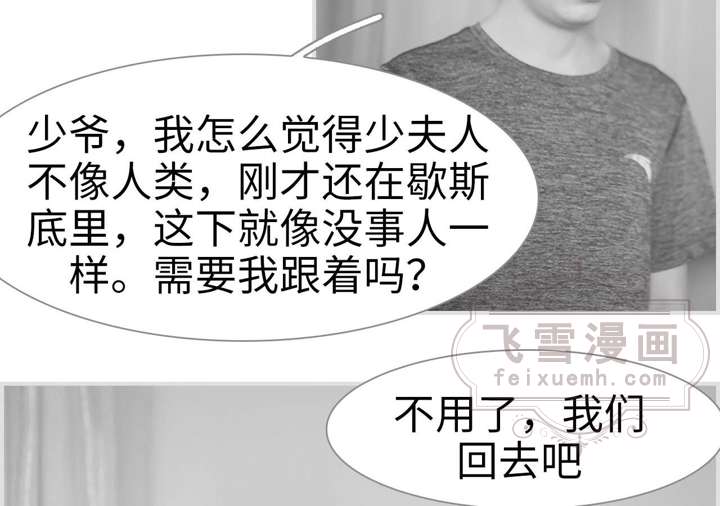 少爷，我怎么觉得少夫人
不像人类，刚才还在歇斯
底里，这下就像没事人一
样。需要我跟着吗？
飞雪漫画
feixuemh.com
不用了，我们
回去吧